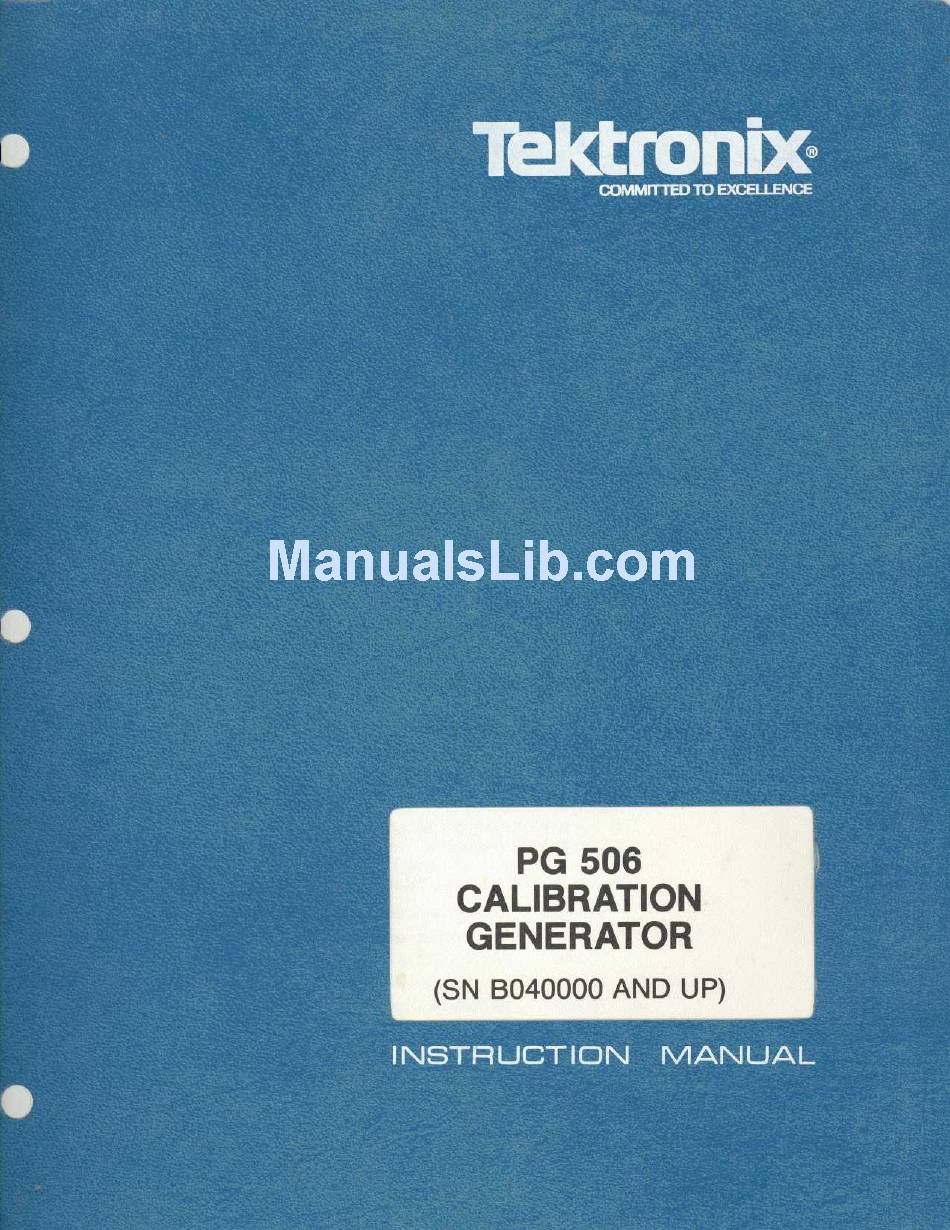 Tektronix®
COMMITTED TO EXCELLENCE
ManualsLib.com
PG 506
CALIBRATION
GENERATOR
(SN B040000 AND UP)
INSTRUCTION MANUAL